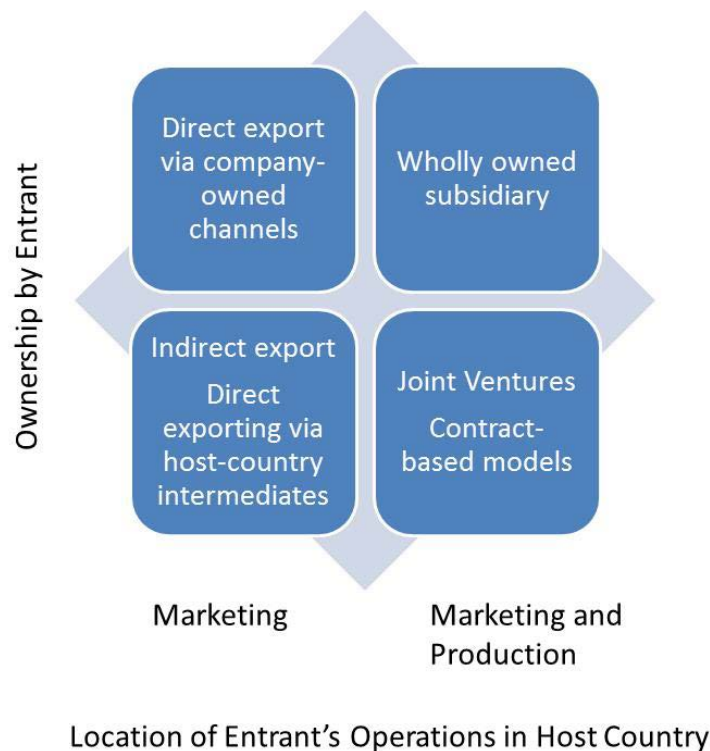 Ownership by Entrant
Direct export
via company-
owned
channels
Wholly owned
subsidiary
Indirect export
Direct
exporting via
host-country
intermediates
Joint Ventures
Contract-
based models
Marketing
Marketing and
Production
Location of Entrant's Operations in Host Country